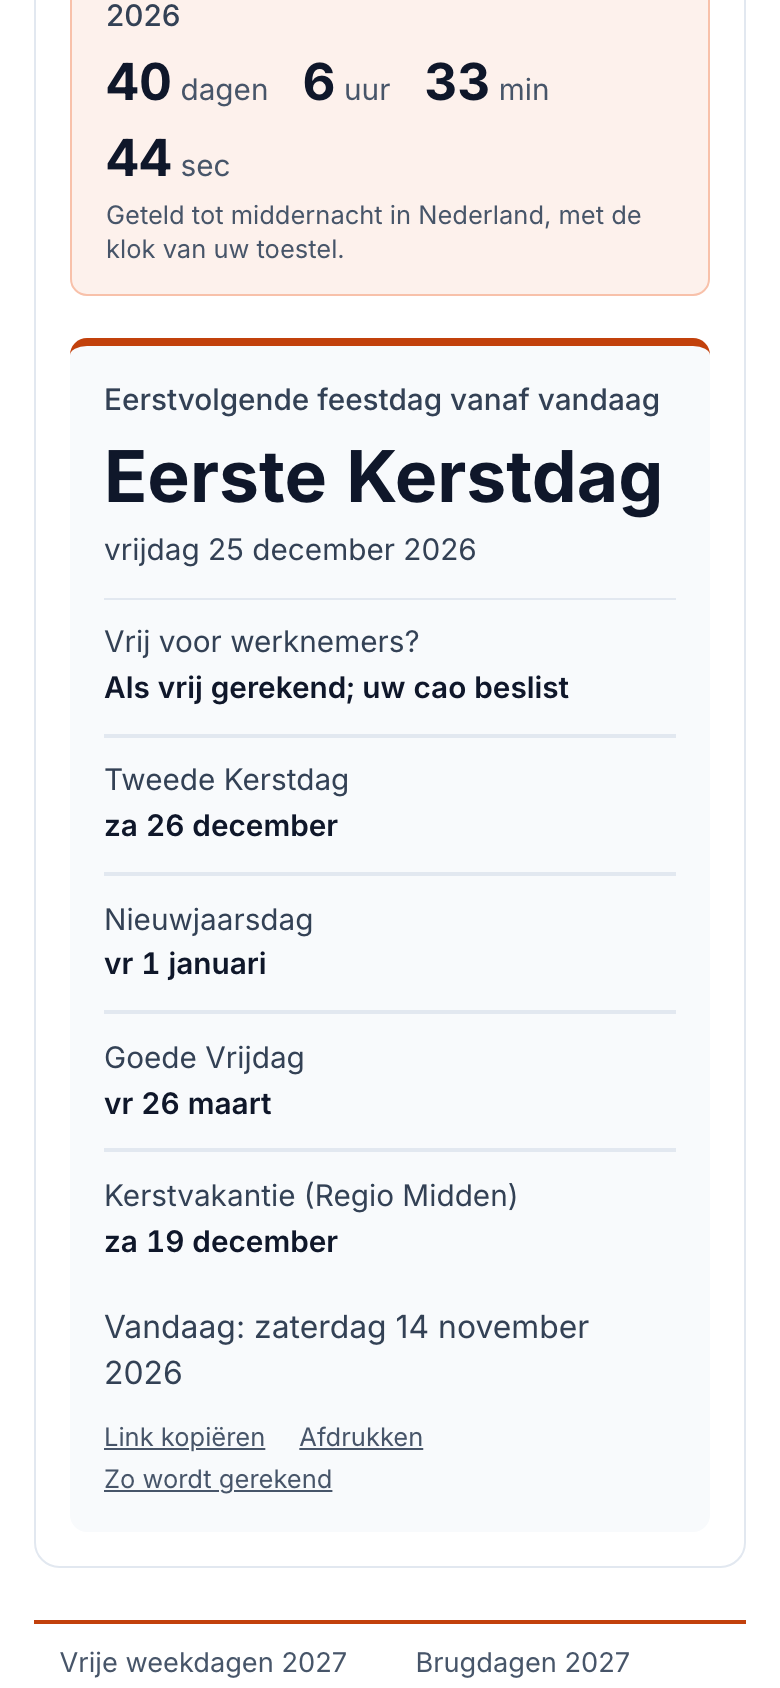 2026
40 dagen 6 uur 33 min
44 sec
Geteld tot middernacht in Nederland, met de
klok van uw toestel.
Eerstvolgende feestdag vanaf vandaag
Eerste Kerstdag
vrijdag 25 december 2026
Vrij voor werknemers?
Als vrij gerekend; uw cao beslist
Tweede Kerstdag
za 26 december
Nieuwjaarsdag
vr 1 januari
Goede Vrijdag
vr 26 maart
Kerstvakantie (Regio Midden)
za 19 december
Vandaag: zaterdag 14 november
2026
Link kopiëren Afdrukken
Zo wordt gerekend
Vrije weekdagen 2027 Brugdagen 2027